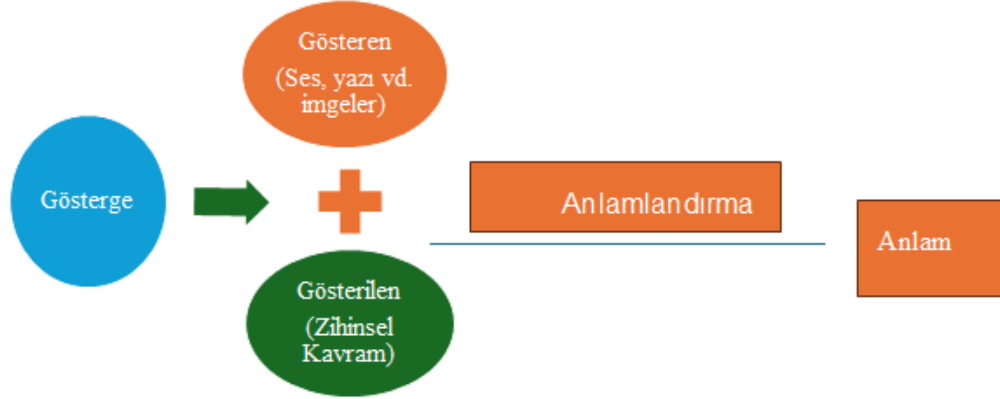 Gösterge
Gösteren
(Ses, yazı vd.
imgeler)
Gösterilen
(Zihinsel
Kavram)
Anlamlandırma
Anlam